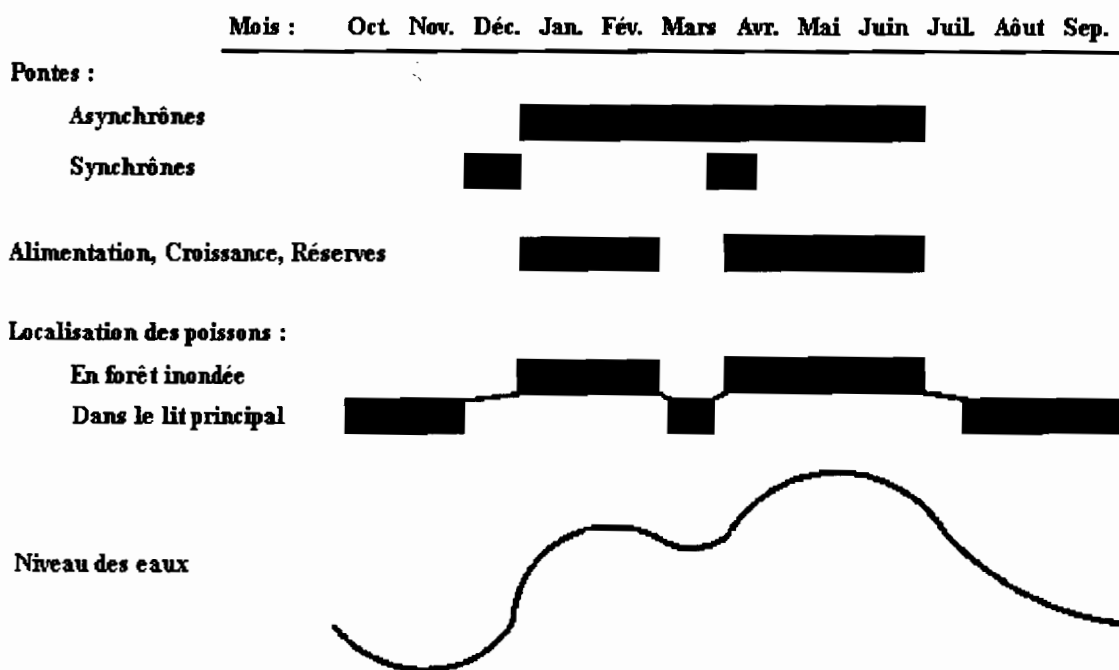 Mois : Oct. Nov. Déc. Jan. Fév. Mars Avr. Mai Juin Juil. Aôut Sep.
Pontes :
Asynchrônes
Synchrônes
Alimentation, Croissance, Réserves
Localisation des poissons :
En forêt inondée
Dans le lit principal
Niveau des eaux